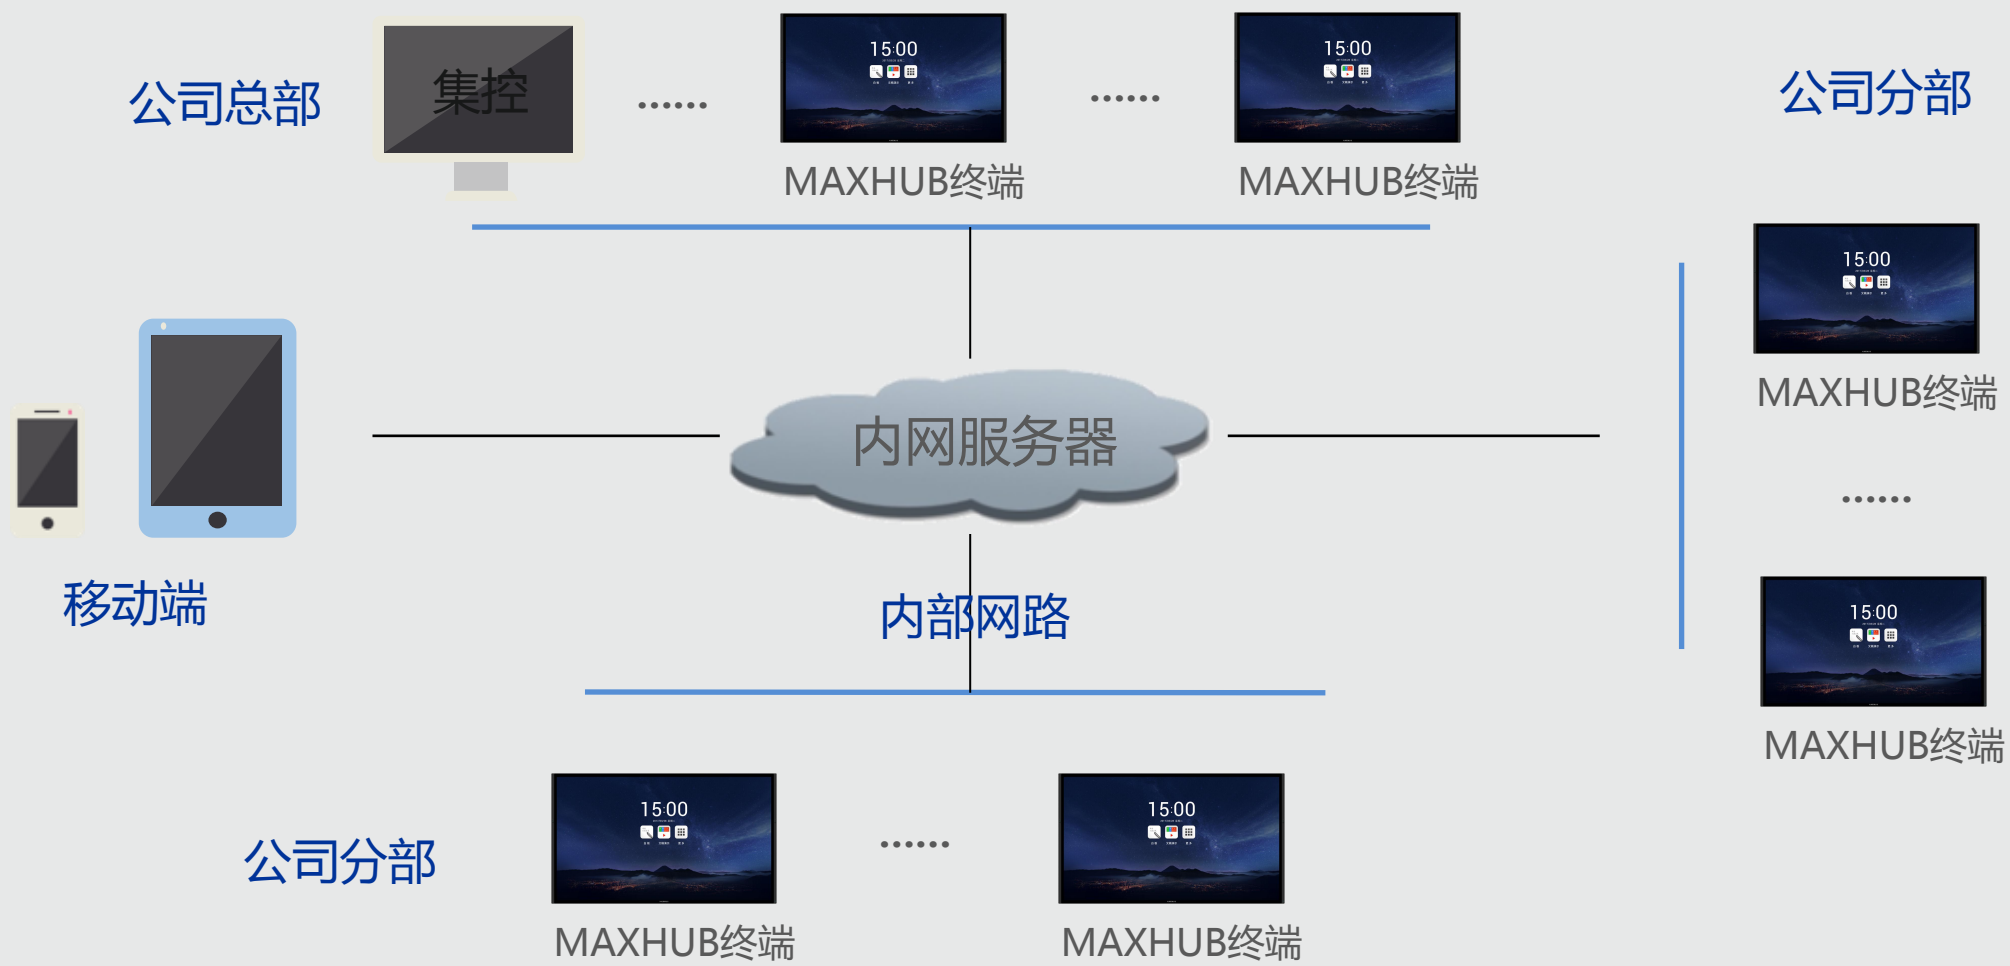 公司总部
集控
......
15:00
MAXHUB终端
......
15:00
MAXHUB终端
公司分部
15:00
MAXHUB终端
......
15:00
MAXHUB终端
移动端
内网服务器
内部网路
公司分部
15:00
MAXHUB终端
......
15:00
MAXHUB终端